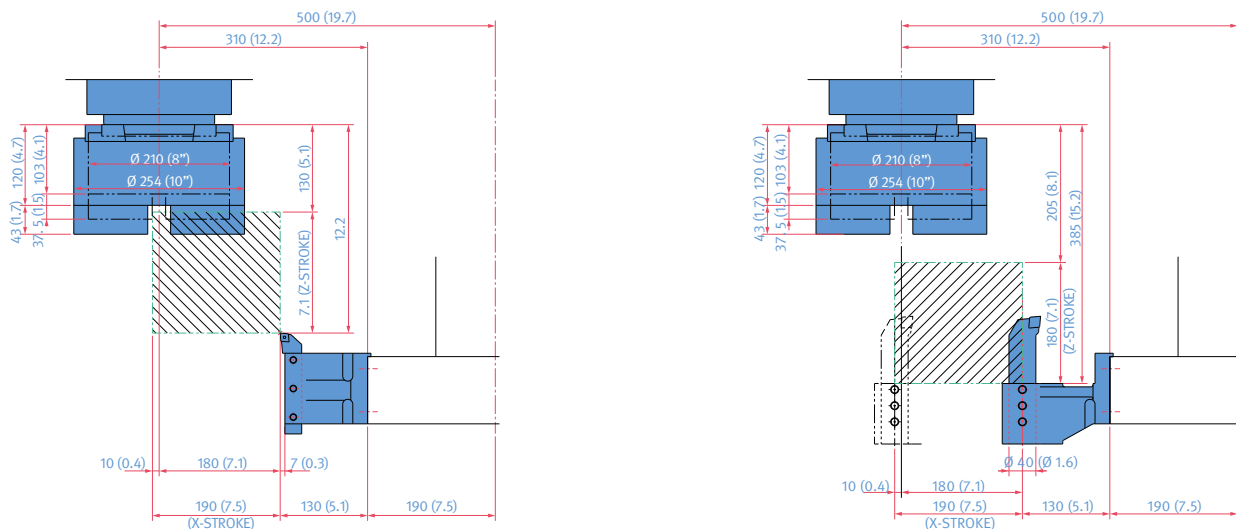 500 (19.7)
310 (12.2)
120 (4.7)
103 (4.1)
Ø 210 (8”)
Ø 254 (10”)
130 (5.1)
43 (1.7)
37. 5 (1.5)
7.1 (Z-STROKE)
12.2
10 (0.4)
180 (7.1)
7 (0.3)
190 (7.5)
(X-STROKE)
130 (5.1)
190 (7.5)
500 (19.7)
310 (12.2)
120 (4.7)
103 (4.1)
Ø 210 (8”)
Ø 254 (10”)
205 (8.1)
385 (15.2)
43 (1.7)
37. 5 (1.5)
180 (7.1)
(Z-STROKE)
Ø 40 (Ø 1.6)
10 (0.4)
180 (7.1)
190 (7.5)
(X-STROKE)
130 (5.1)
190 (7.5)